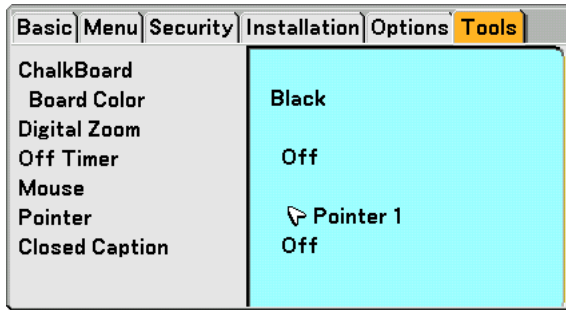 Basic Menu Security Installation Options Tools
ChalkBoard
Board Color Black
Digital Zoom
Off Timer Off
Mouse
Pointer Pointer 1
Closed Caption Off